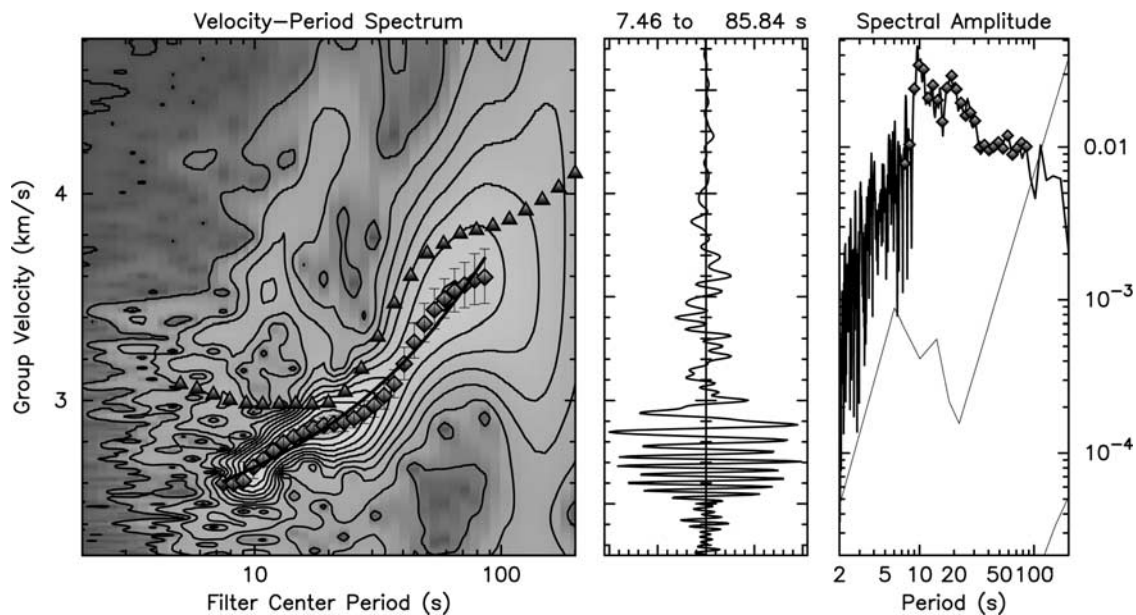 Velocity–Period Spectrum
7.46 to 85.84 s
Spectral Amplitude
Group Velocity (km/s)
4
3
10 100
Filter Center Period (s)
0.01
10⁻³
10⁻⁴
2 5 10 20 50 100
Period (s)